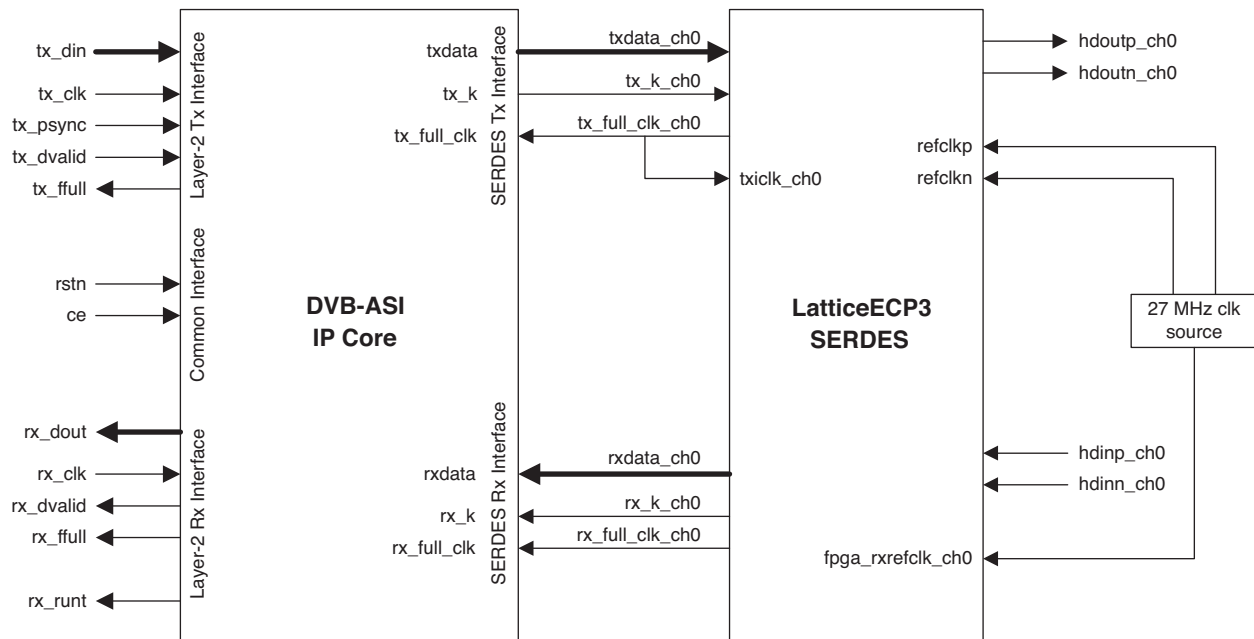 tx_din
tx_clk
tx_psync
tx_dvalid
tx_ffull
Layer-2 Tx Interface
rstn
ce
Common Interface
rx_dout
rx_clk
rx_dvalid
rx_ffull
rx_runt
Layer-2 Rx Interface
DVB-ASI
IP Core
txdata
tx_k
tx_full_clk
SERDES Tx Interface
rxdata
rx_k
rx_full_clk
SERDES Rx Interface
txdata_ch0
tx_k_ch0
tx_full_clk_ch0
txiclk_ch0
rxdata_ch0
rx_k_ch0
rx_full_clk_ch0
LatticeECP3
SERDES
hdoutp_ch0
hdoutn_ch0
refclkp
refclkn
27 MHz clk
source
hdinp_ch0
hdinn_ch0
fpga_rxrefclk_ch0